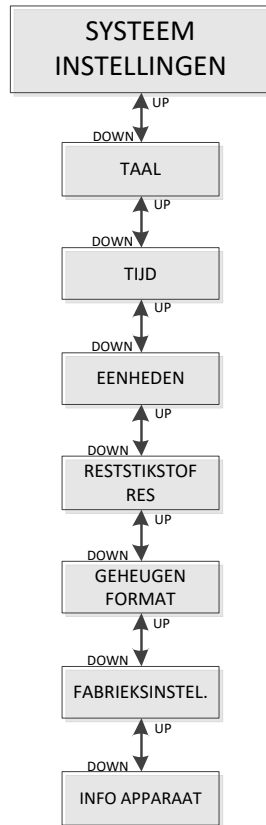 SYSTEEM
INSTELLINGEN
UP
DOWN
TAAL
UP
DOWN
TIJD
UP
DOWN
EENHEDEN
UP
DOWN
RESTSTIKSTOF
RES
UP
DOWN
GEHEUGEN
FORMAT
UP
DOWN
FABRIEKSINSTEL.
UP
DOWN
INFO APPARAAT